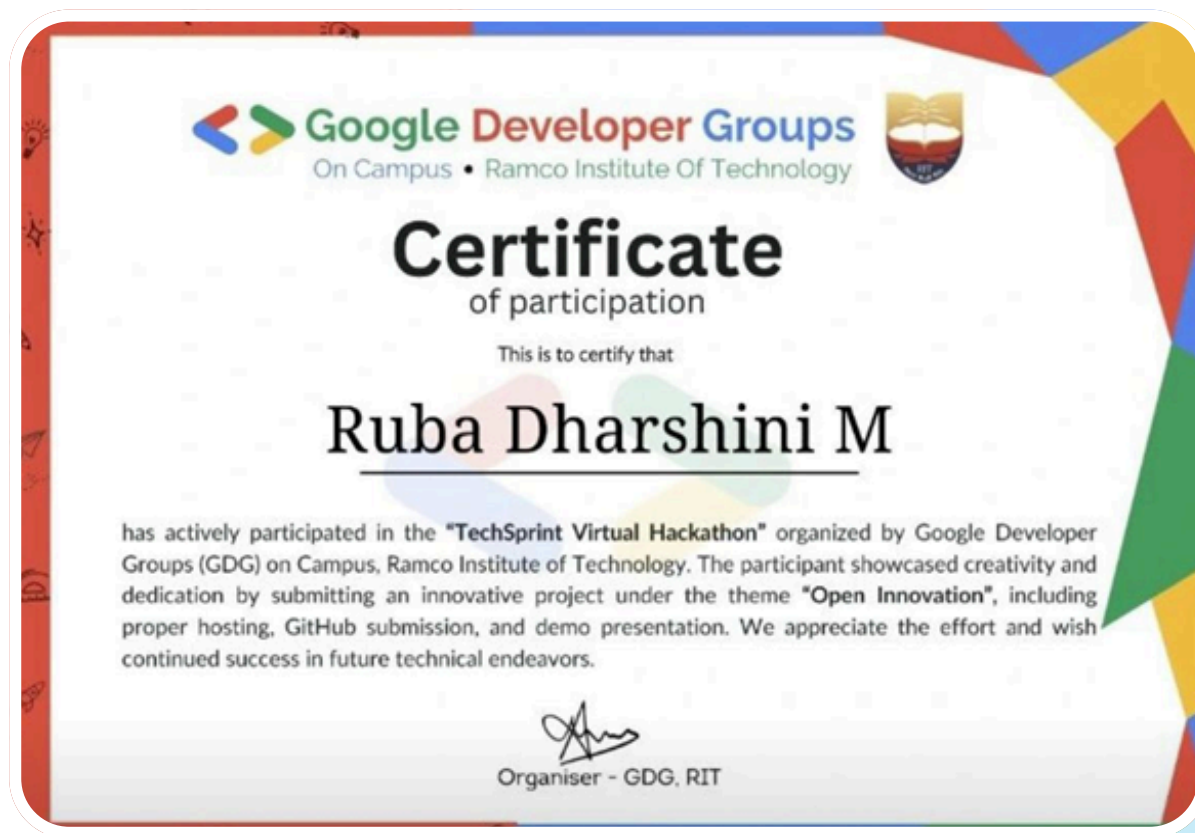 Google Developer Groups
On Campus • Ramco Institute Of Technology
RIT
Certificate
of participation
This is to certify that
Ruba Dharshini M
has actively participated in the "TechSprint Virtual Hackathon" organized by Google Developer
Groups (GDG) on Campus, Ramco Institute of Technology. The participant showcased creativity and
dedication by submitting an innovative project under the theme "Open Innovation", including
proper hosting, GitHub submission, and demo presentation. We appreciate the effort and wish
continued success in future technical endeavors.
Organiser - GDG, RIT